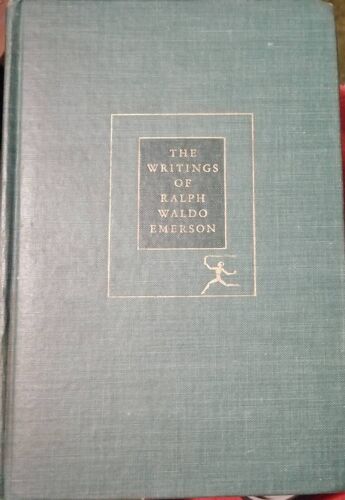 THE
WRITINGS
OF
RALPH
WALDO
EMERSON